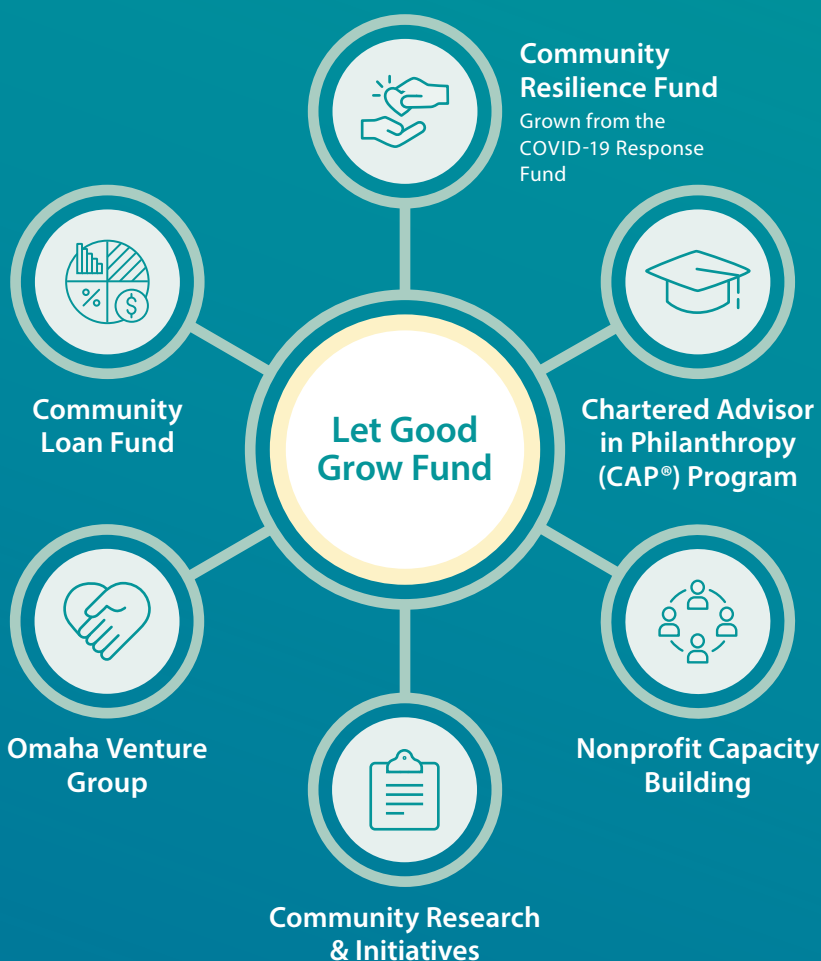 Community
Resilience Fund
Grown from the
COVID-19 Response
Fund
Community
Loan Fund
Let Good
Grow Fund
Chartered Advisor
in Philanthropy
(CAP®) Program
Omaha Venture
Group
Nonprofit Capacity
Building
Community Research
& Initiatives
%
$